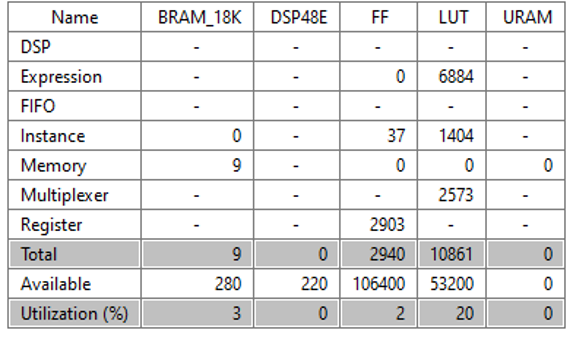 Name BRAM_18K DSP48E FF LUT URAM
DSP - - - - -
Expression - - 0 6884 -
FIFO - - - - -
Instance 0 - 37 1404 -
Memory 9 - 0 0 0
Multiplexer - - - 2573 -
Register - - 2903 - -
Total 9 0 2940 10861 0
Available 280 220 106400 53200 0
Utilization (%) 3 0 2 20 0